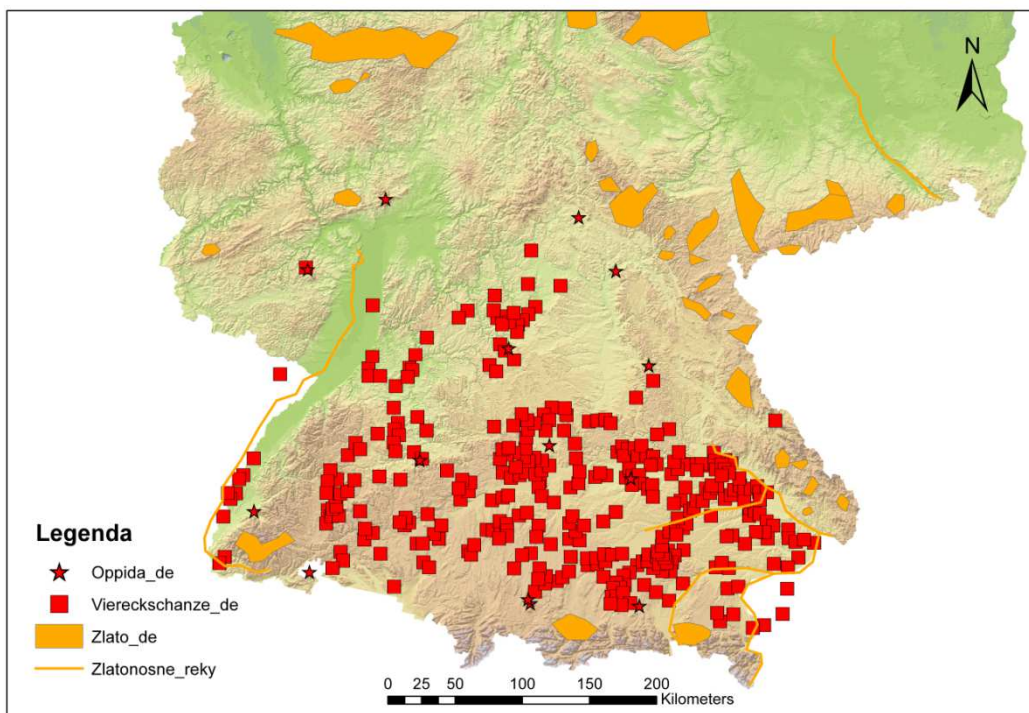 N
Legenda
Oppida_de
Viereckschanze_de
Zlato_de
Zlatonosne_reky
0 25 50 100 150 200
Kilometers